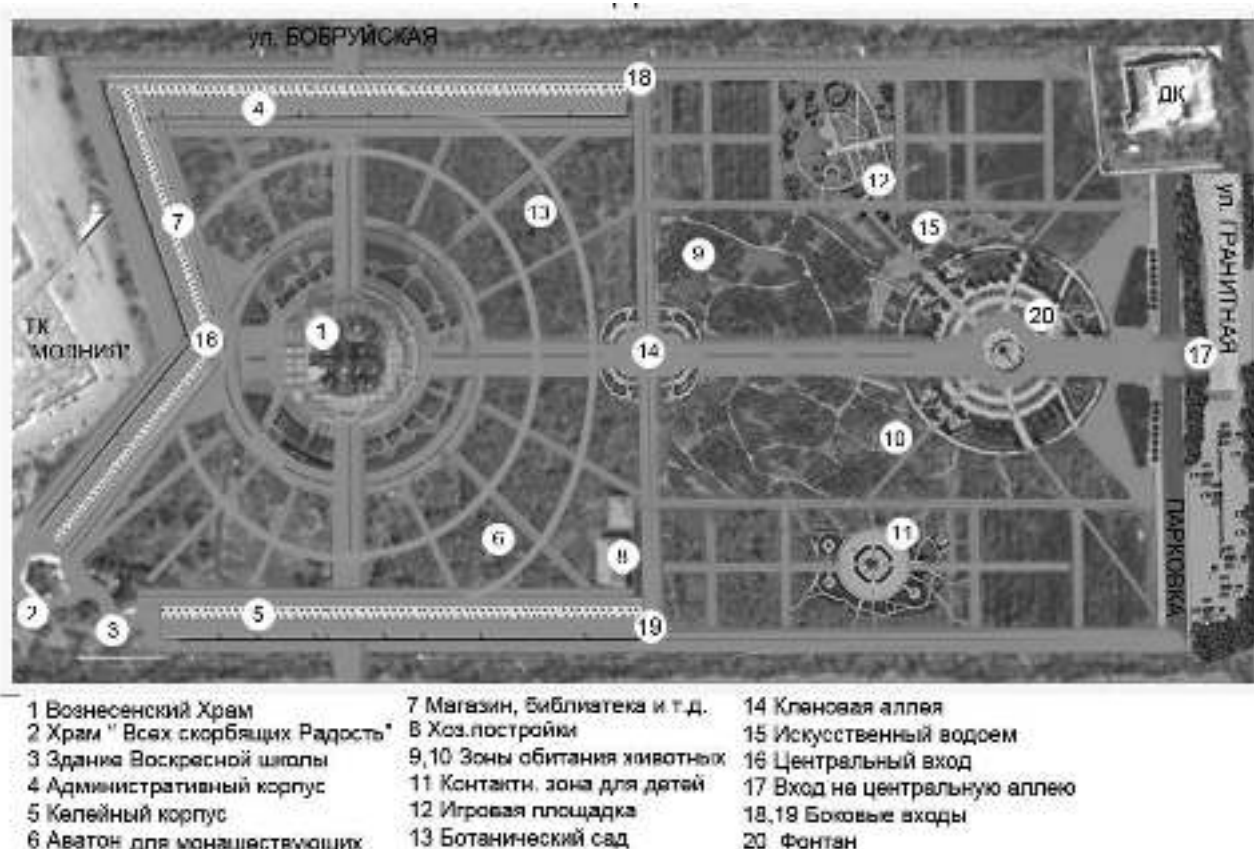 ул. БОБРУЙСКАЯ
18
4
ДК
7
13
12
15
9
ул. ГРАНИТНАЯ
ТК
"МОЛНИЯ"
16
1
14
20
17
10
6
8
11
ПАРКОВКА
2
3
5
19
1 Вознесенский Храм
2 Храм " Всех скорбящих Радость"
3 Здание Воскресной школы
4 Административный корпус
5 Келейный корпус
6 Аватон для монашествующих
7 Магазин, библиатека и т.д.
8 Хоз.постройки
9,10 Зоны обитания животных
11 Контактн. зона для детей
12 Игровая площадка
13 Ботанический сад
14 Кленовая аллея
15 Искусственный водоем
16 Центральный вход
17 Вход на центральную аллею
18,19 Боковые входы
20 Фонтан